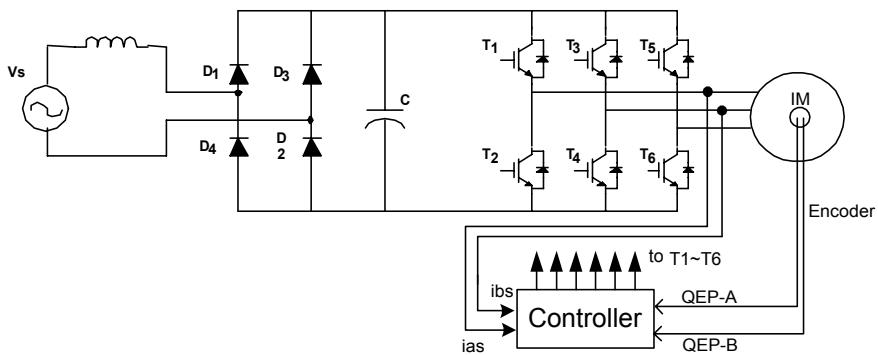 Vs
D1
D3
D4
D
2
C
T1
T3
T5
T2
T4
T6
IM
Encoder
to T1~T6
ibs
ias
Controller
QEP-A
QEP-B